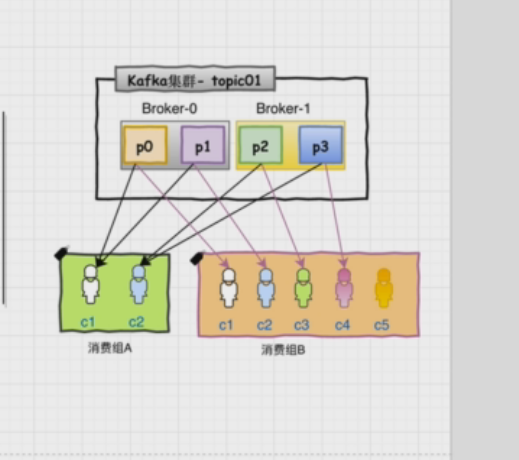 Kafka集群- topic01
Broker-0 Broker-1
p0 p1 p2 p3
c1 c2 c1 c2 c3 c4 c5
消费组A 消费组B